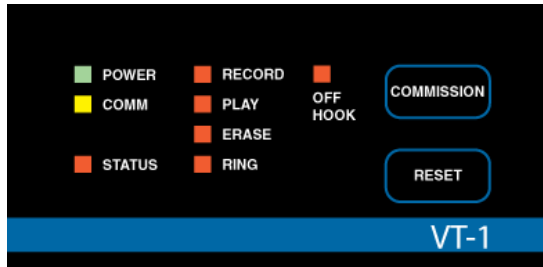 POWER
COMM
STATUS
RECORD
PLAY
ERASE
RING
OFF
HOOK
COMMISSION
RESET
VT-1